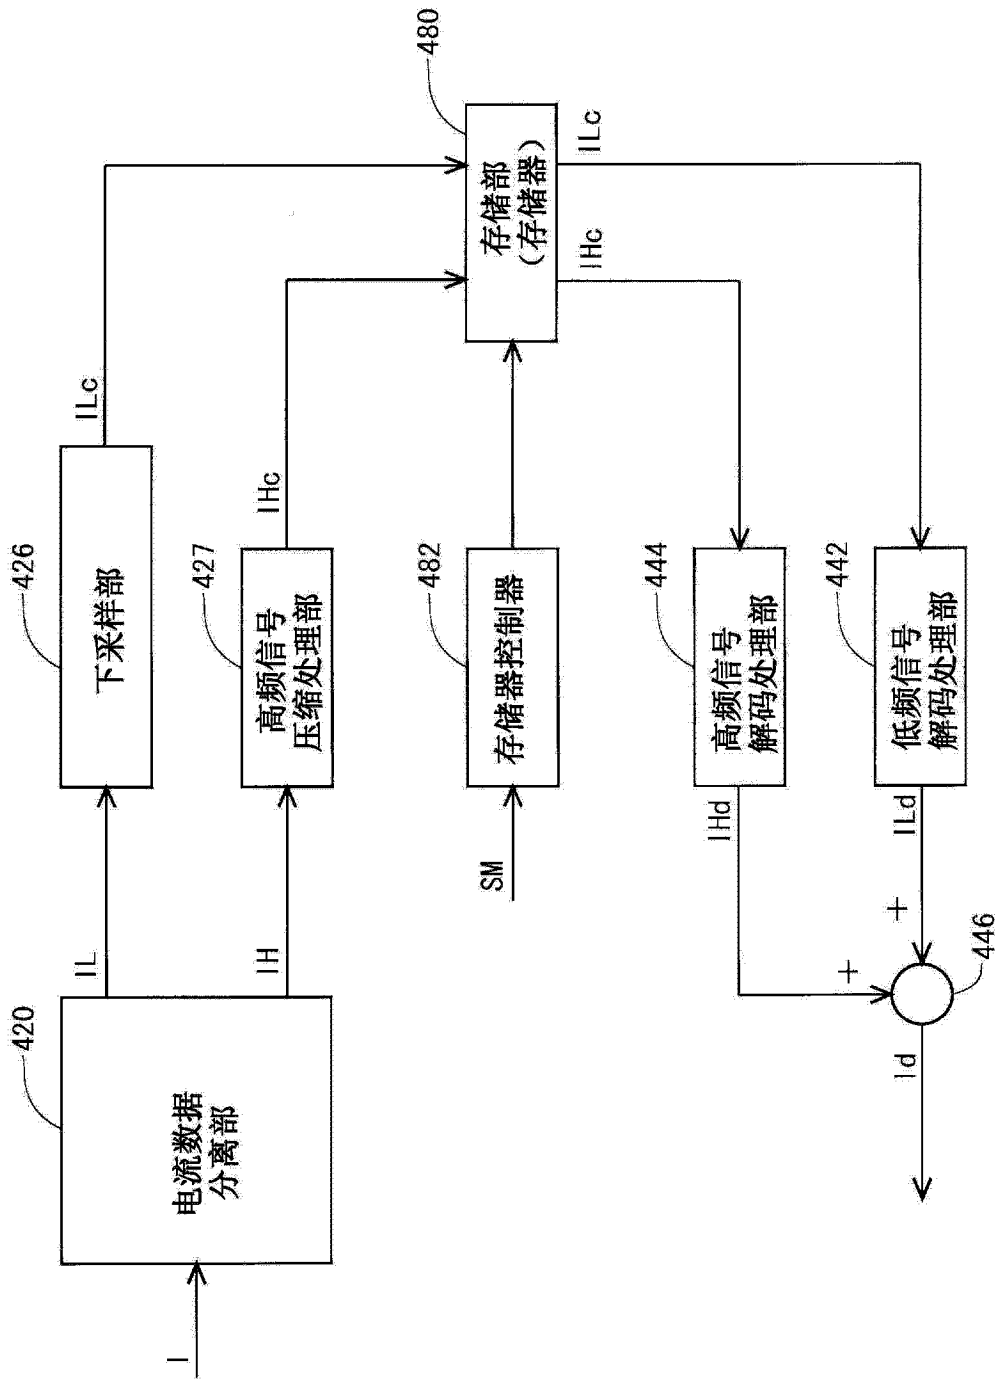 420
电流数据
分离部
I
IL
IH
426
下采样部
ILc
427
高频信号
压缩处理部
IHc
480
存储部
(存储器)
482
存储器控制器
SM
IHc
ILc
444
高频信号
解码处理部
IHd
442
低频信号
解码处理部
ILd
+
+
446
Id